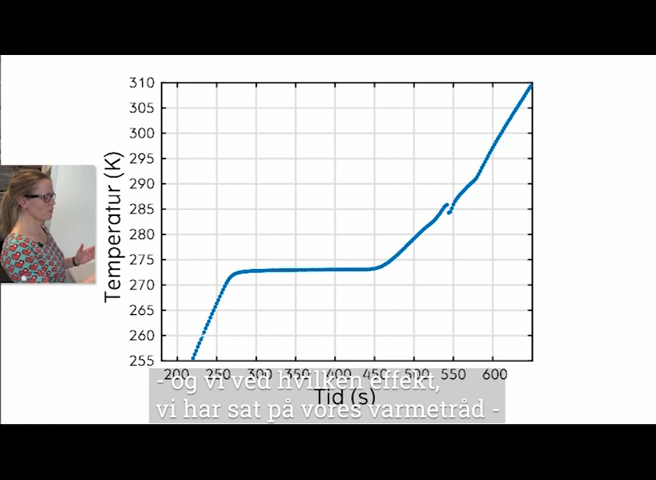 310
305
300
295
290
285
280
275
270
265
260
255
Temperatur (K)
200 250 300 350 400 450 500 550 600
Tid (s)
- og vi ved hvilken effekt,
vi har sat på vores varmetråd -